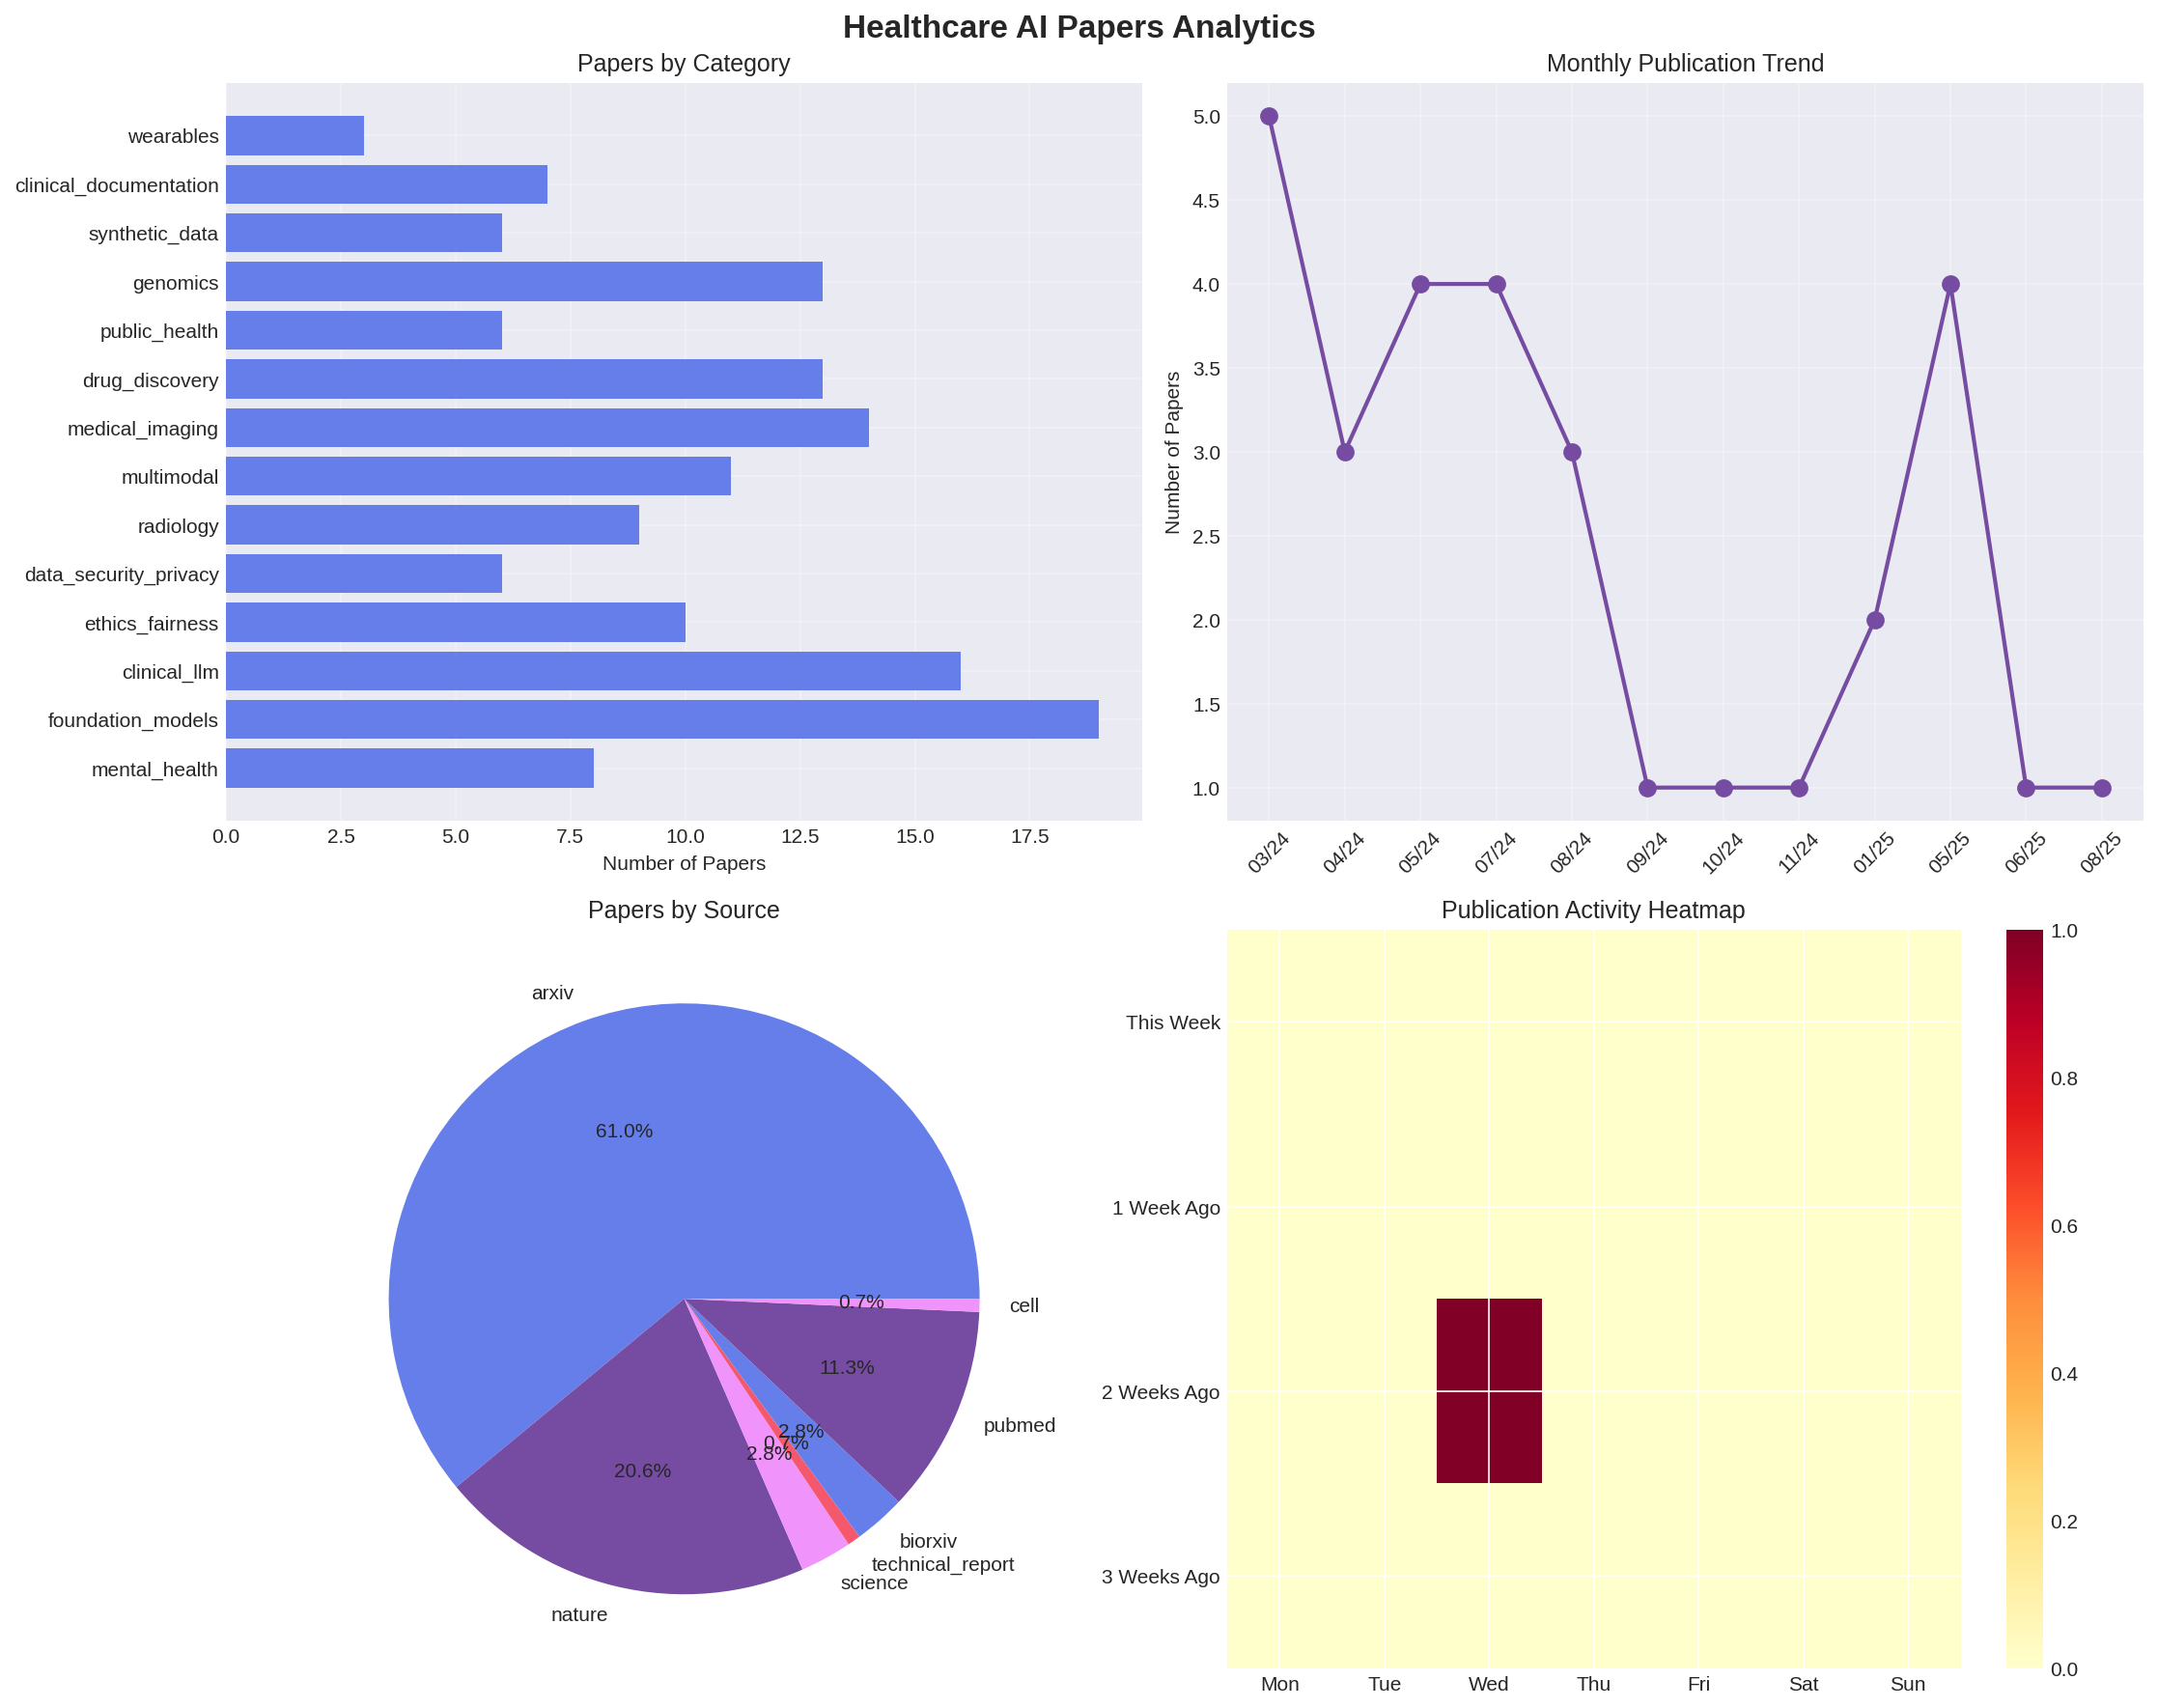 Healthcare AI Papers Analytics
Papers by Category
wearables
clinical_documentation
synthetic_data
genomics
public_health
drug_discovery
medical_imaging
multimodal
radiology
data_security_privacy
ethics_fairness
clinical_llm
foundation_models
mental_health
0.0 2.5 5.0 7.5 10.0 12.5 15.0 17.5
Number of Papers
Monthly Publication Trend
Number of Papers
5.0
4.5
4.0
3.5
3.0
2.5
2.0
1.5
1.0
03/24 04/24 05/24 07/24 08/24 09/24 10/24 11/24 01/25 05/25 06/25 08/25
Papers by Source
arxiv
61.0%
cell
0.7%
11.3%
pubmed
2.8%
0.7%
2.8%
20.6%
biorxiv
technical_report
science
nature
Publication Activity Heatmap
This Week
1 Week Ago
2 Weeks Ago
3 Weeks Ago
Mon Tue Wed Thu Fri Sat Sun
1.0
0.8
0.6
0.4
0.2
0.0